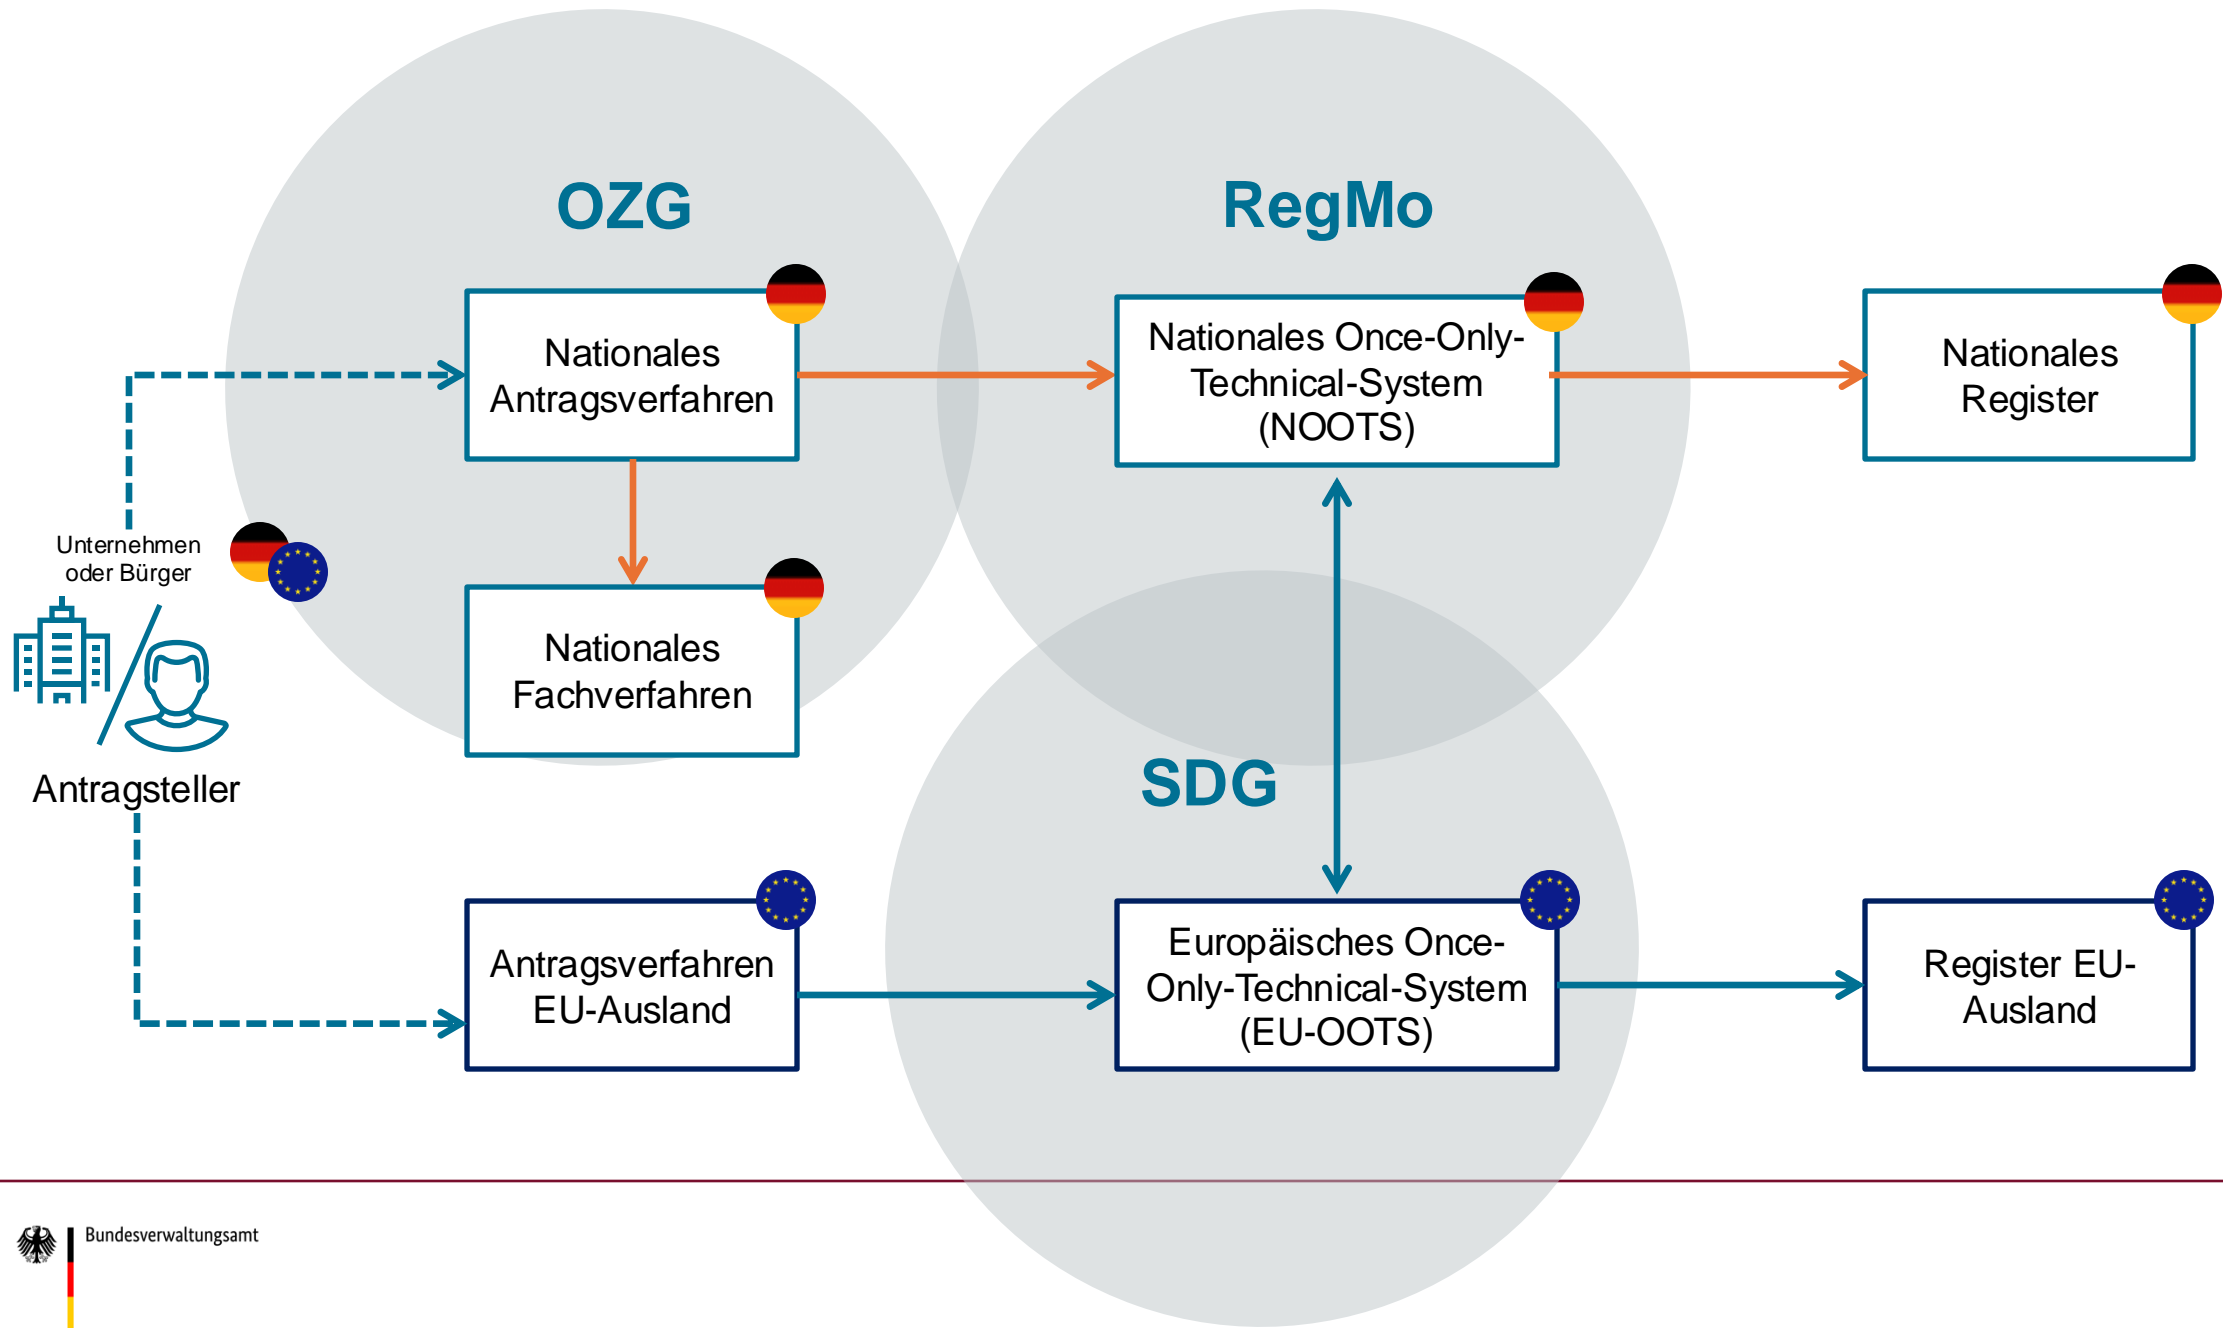 OZG
RegMo
Nationales
Antragsverfahren
Nationales Once-Only-
Technical-System
(NOOTS)
Nationales
Register
Unternehmen
oder Bürger
Nationales
Fachverfahren
Antragsteller
SDG
Antragsverfahren
EU-Ausland
Europäisches Once-
Only-Technical-System
(EU-OOTS)
Register EU-
Ausland
Bundesverwaltungsamt